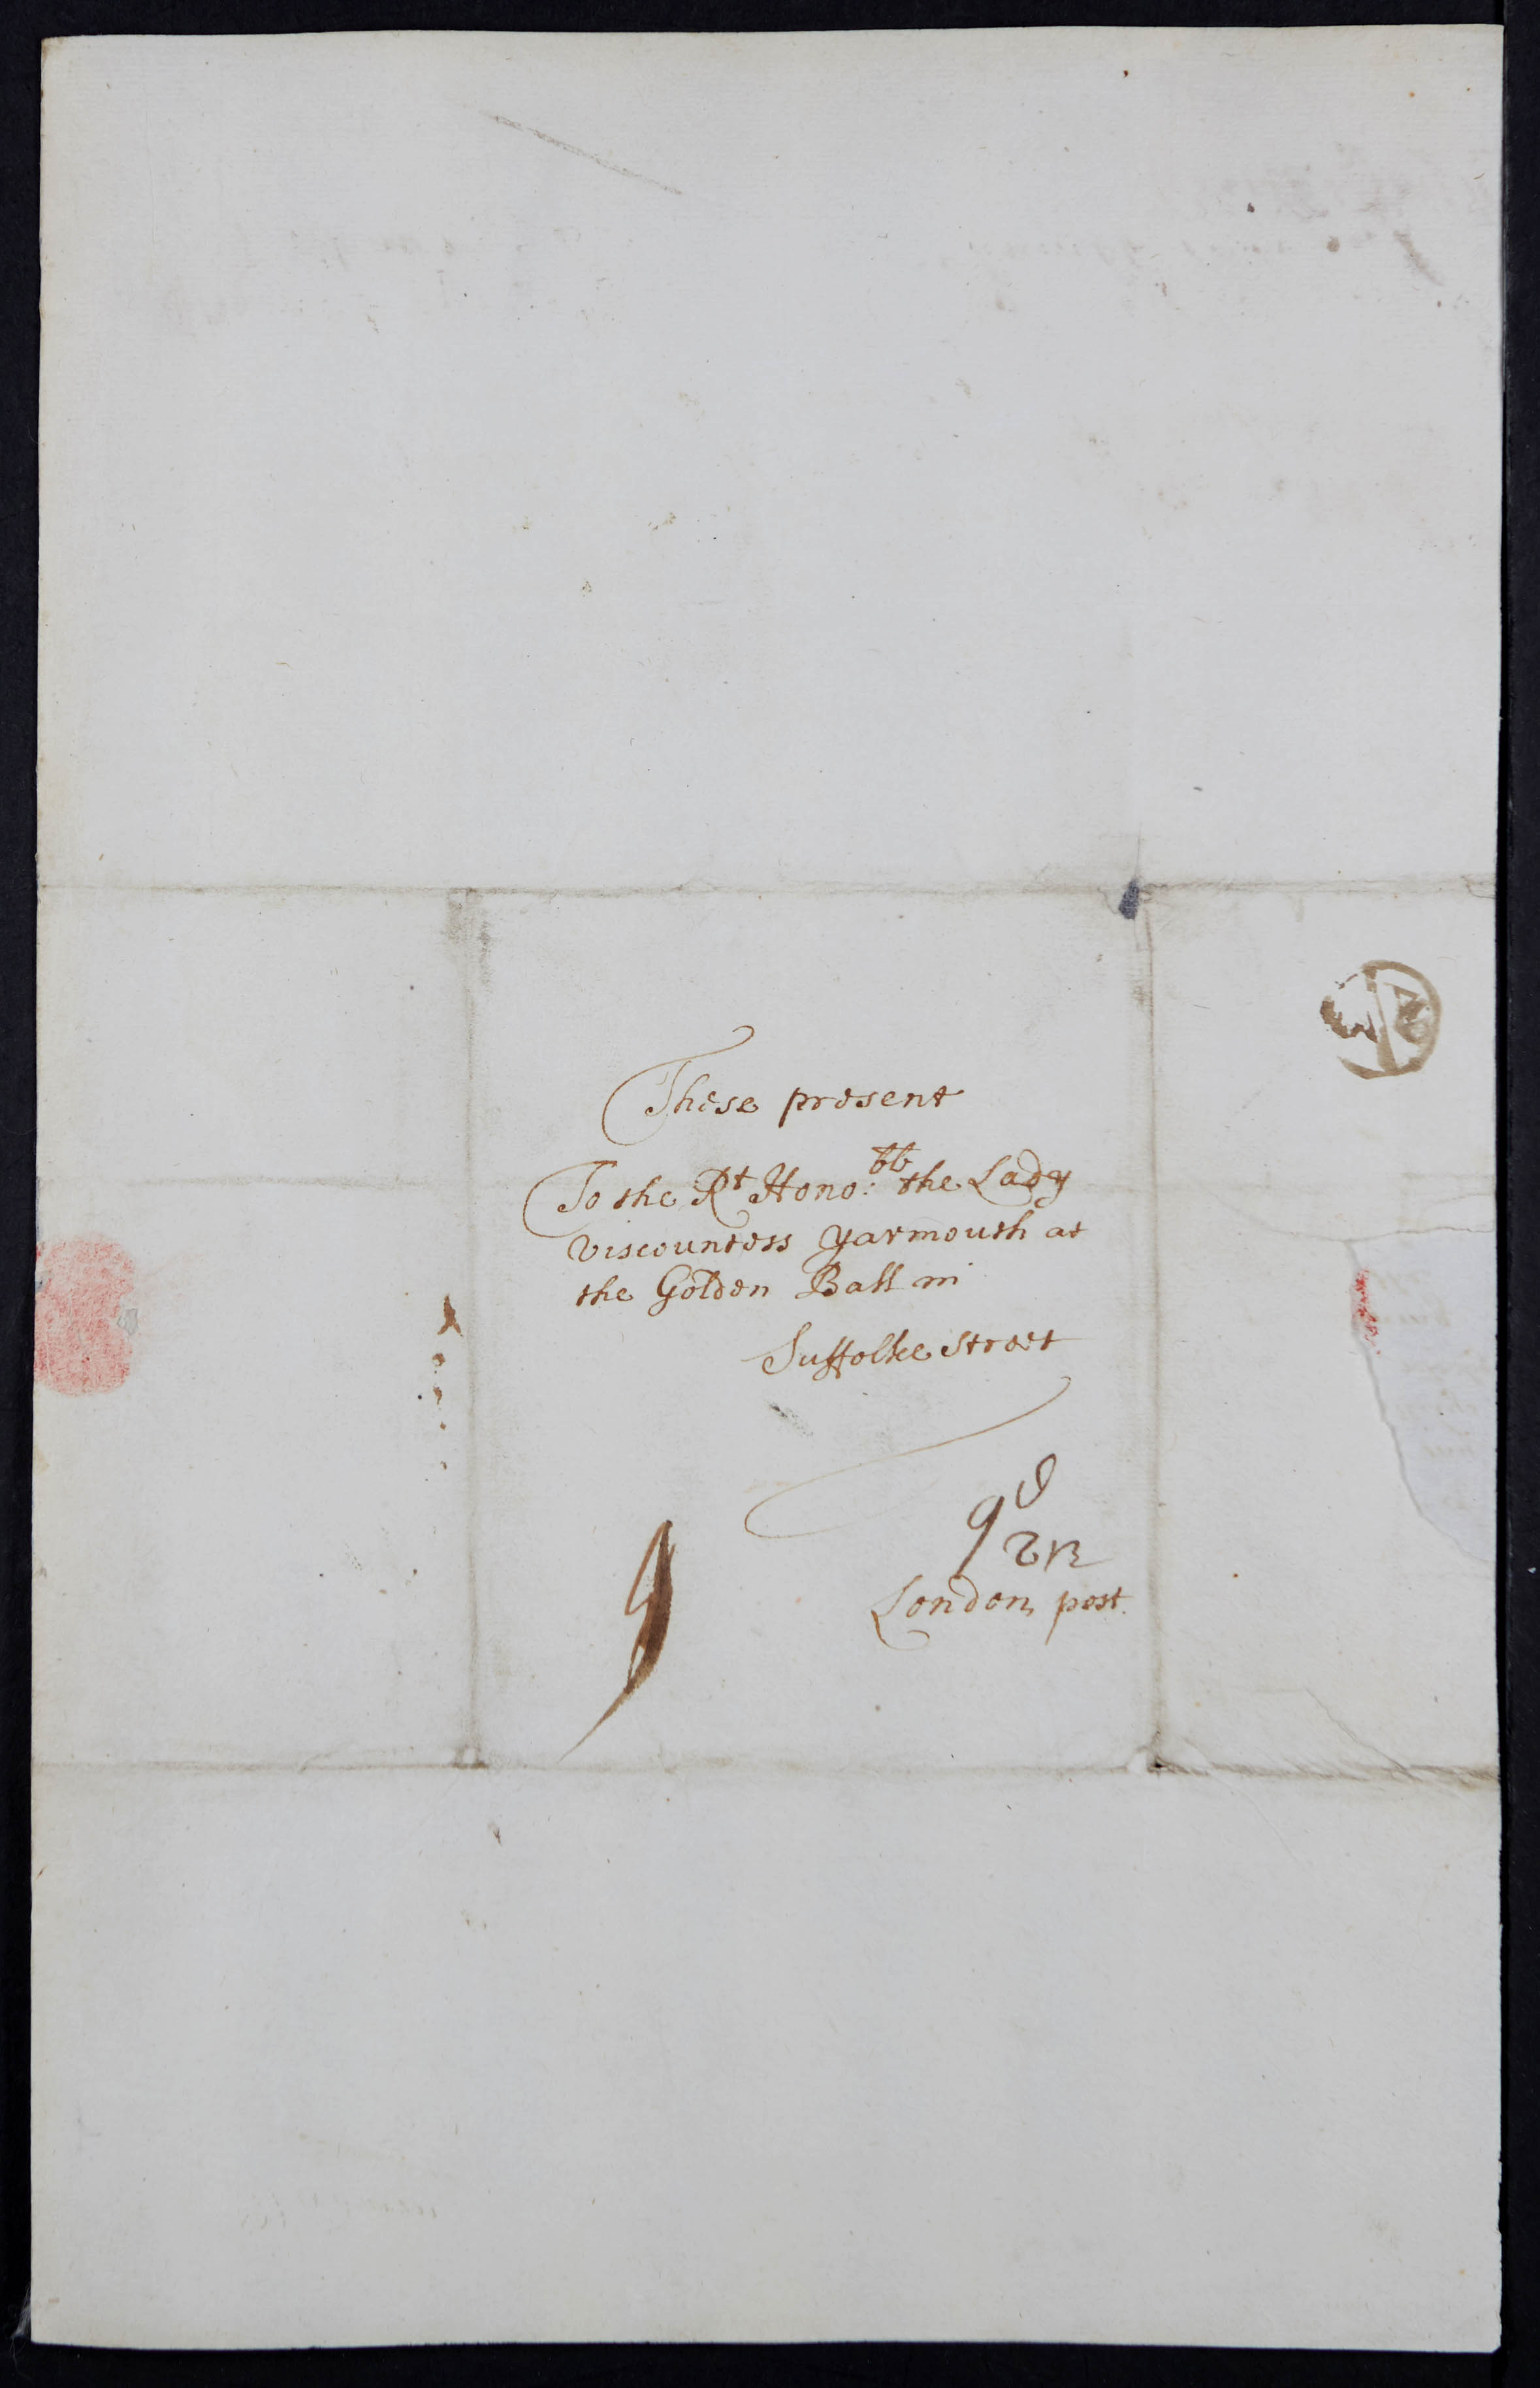 These present
To the Rt Hono: ble the Lady
Viscountess Yarmouth at
the Golden Ball in
Suffolke Street
9d
London post.
9